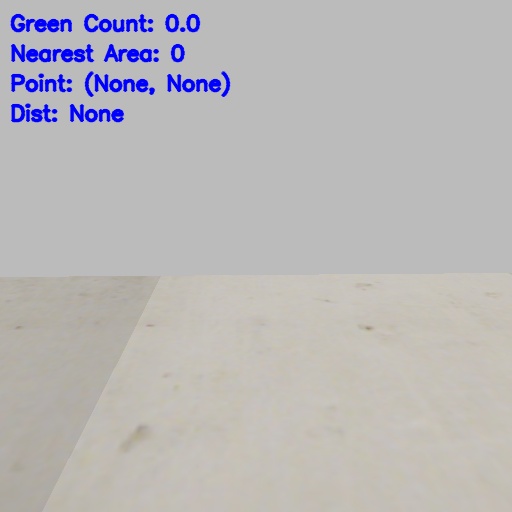 Green Count: 0.0
Nearest Area: 0
Point: (None, None)
Dist: None